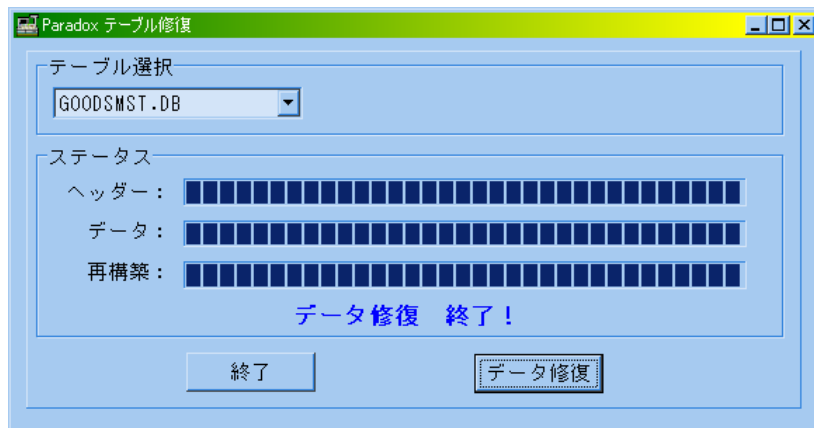 Paradox テーブル修復
テーブル選択
GOODSMST.DB
ステータス
ヘッダー：
データ：
再構築：
データ修復　終了！
終了
データ修復